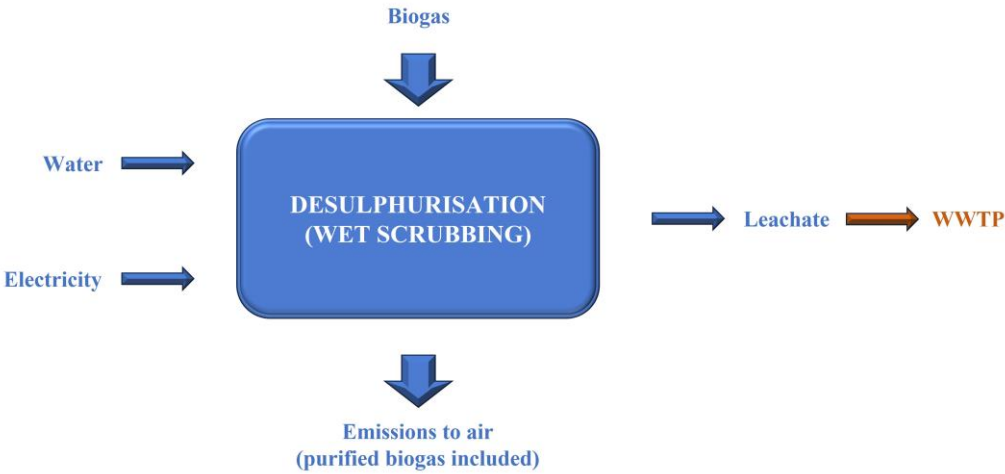 Biogas
Water
DESULPHURISATION
(WET SCRUBBING)
Leachate
WWTP
Electricity
Emissions to air
(purified biogas included)